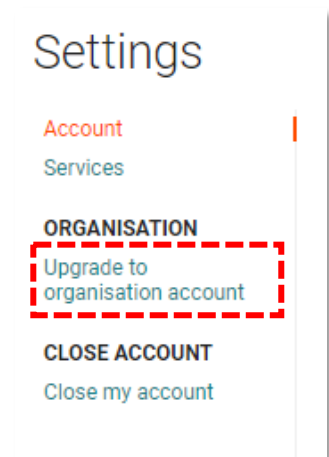 Settings
Account
Services
ORGANISATION
Upgrade to
organisation account
CLOSE ACCOUNT
Close my account